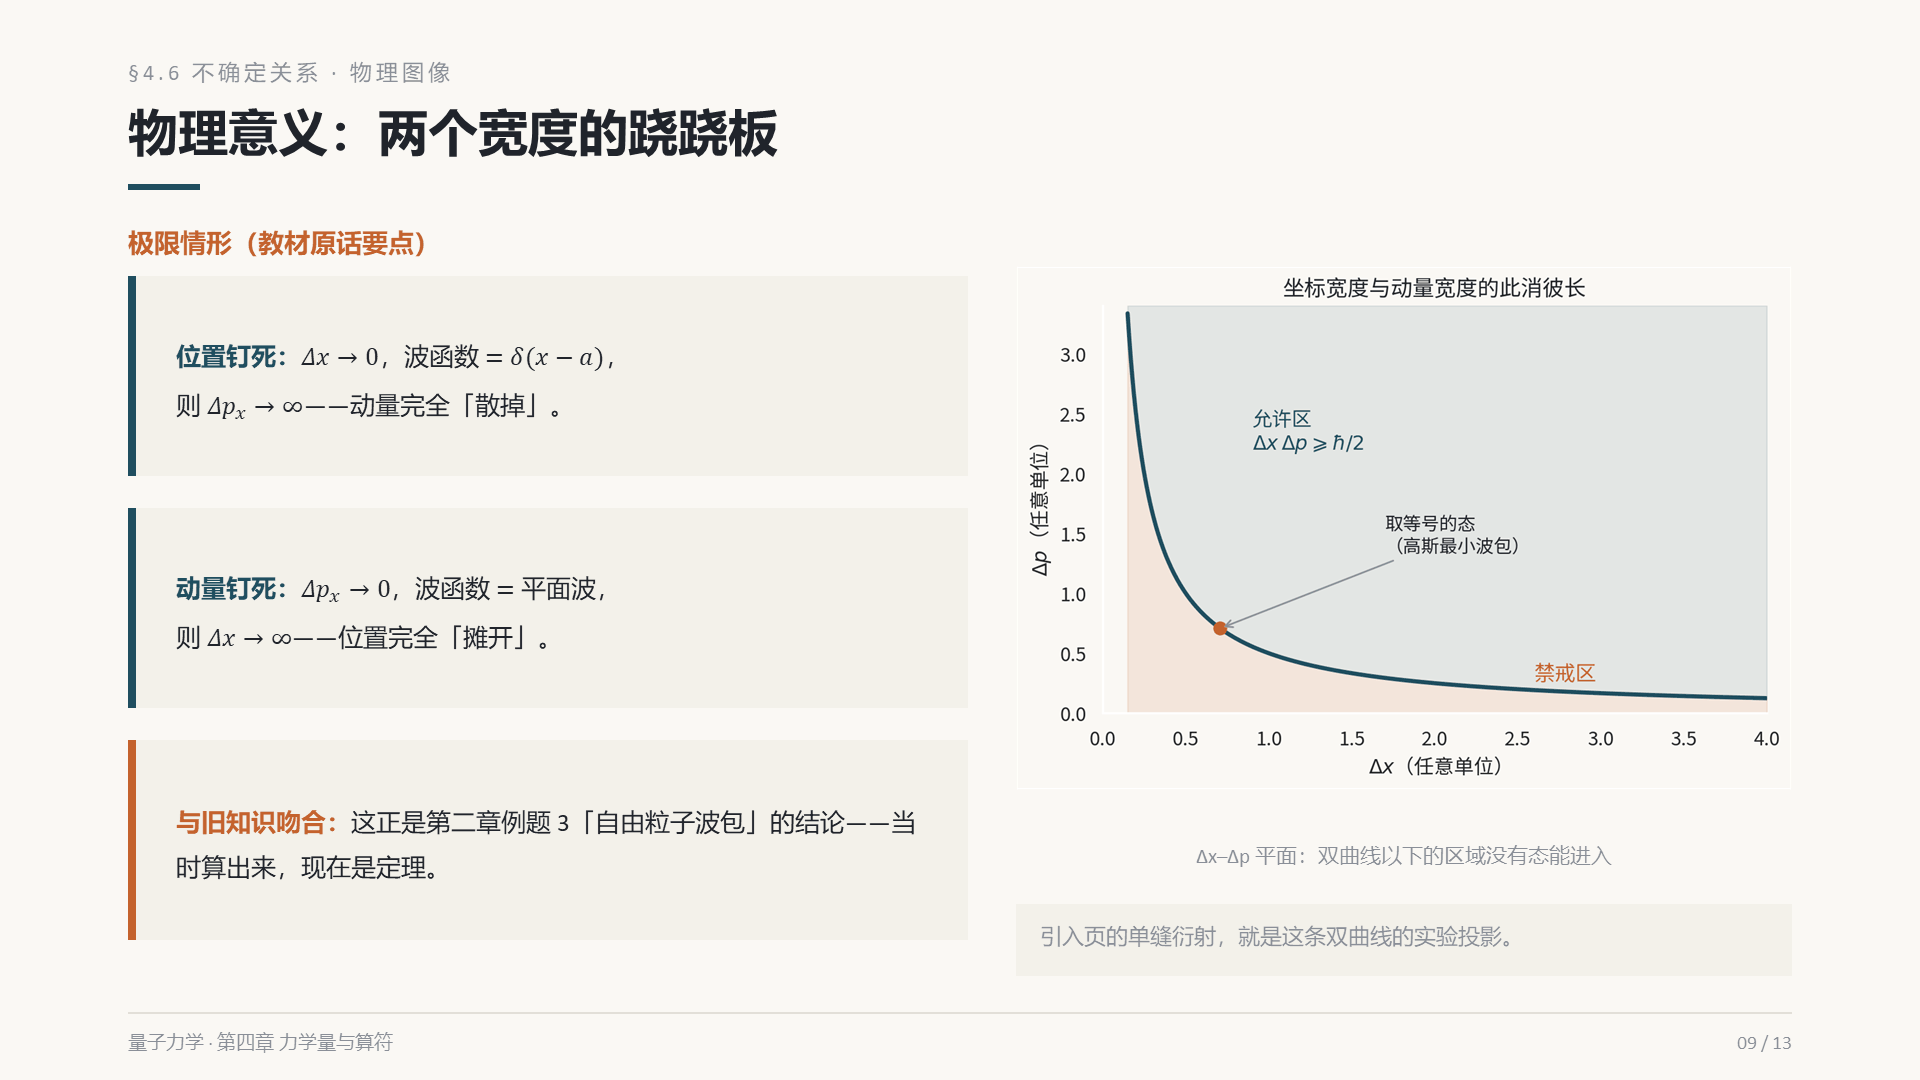 §4.6 不确定关系 · 物理图像
物理意义：两个宽度的跷跷板
极限情形（教材原话要点）
位置钉死：Δx → 0，波函数 = δ(x − a)，
则 Δpₓ → ∞——动量完全「散掉」。
动量钉死：Δpₓ → 0，波函数 = 平面波，
则 Δx → ∞——位置完全「摊开」。
与旧知识吻合：这正是第二章例题 3「自由粒子波包」的结论——当
时算出来，现在是定理。
坐标宽度与动量宽度的此消彼长
Δp（任意单位）
3.0
2.5
2.0
1.5
1.0
0.5
0.0
允许区
Δx Δp ⩾ ħ/2
取等号的态
（高斯最小波包）
禁戒区
0.0 0.5 1.0 1.5 2.0 2.5 3.0 3.5 4.0
Δx（任意单位）
Δx–Δp 平面：双曲线以下的区域没有态能进入
引入页的单缝衍射，就是这条双曲线的实验投影。
量子力学 · 第四章 力学量与算符
09 / 13